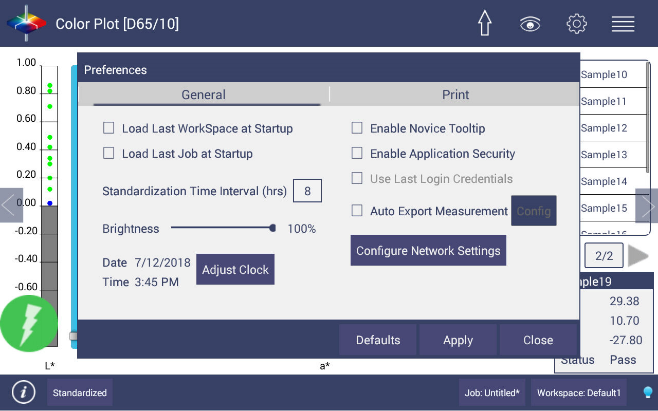 Color Plot [D65/10]
Preferences
General
Print
Load Last WorkSpace at Startup
Load Last Job at Startup
Standardization Time Interval (hrs) 8
Brightness 100%
Date 7/12/2018
Time 3:45 PM
Adjust Clock
Enable Novice Tooltip
Enable Application Security
Use Last Login Credentials
Auto Export Measurement Config
Configure Network Settings
Defaults Apply Close
1.00
0.80
0.60
0.40
0.20
0.00
-0.20
-0.40
-0.60
L*
a*
Sample10
Sample11
Sample12
Sample13
Sample14
Sample15
2/2
ple19
29.38
10.70
-27.80
Status Pass
Standardized
Job: Untitled*
Workspace: Default1